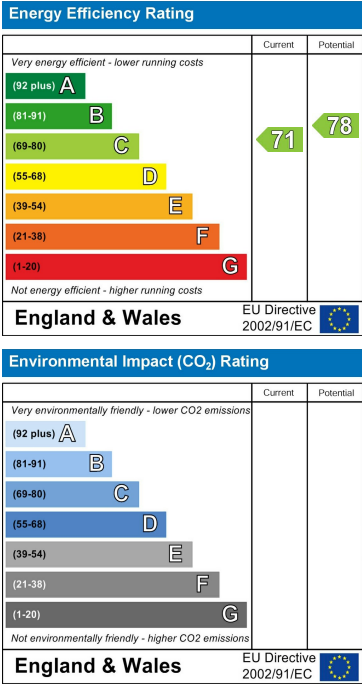 Energy Efficiency Rating
Current Potential
Very energy efficient - lower running costs
(92 plus) A
(81-91) B
(69-80) C
(55-68) D
(39-54) E
(21-38) F
(1-20) G
71 78
Not energy efficient - higher running costs
England & Wales
EU Directive
2002/91/EC
Environmental Impact (CO₂) Rating
Current Potential
Very environmentally friendly - lower CO2 emissions
(92 plus) A
(81-91) B
(69-80) C
(55-68) D
(39-54) E
(21-38) F
(1-20) G
Not environmentally friendly - higher CO2 emissions
England & Wales
EU Directive
2002/91/EC